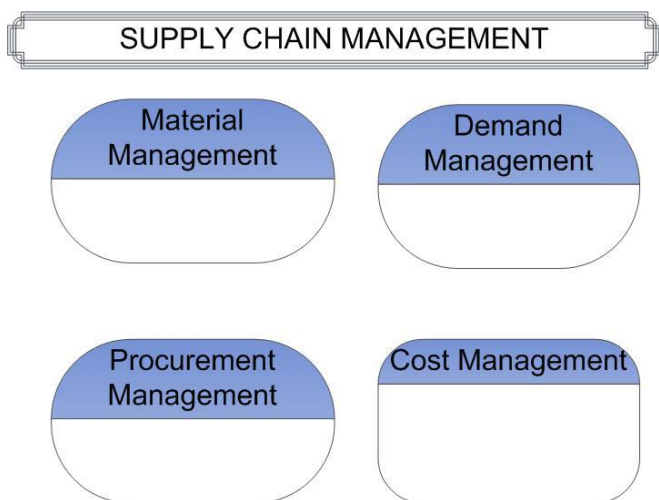 SUPPLY CHAIN MANAGEMENT
Material
Management
Demand
Management
Procurement
Management
Cost Management